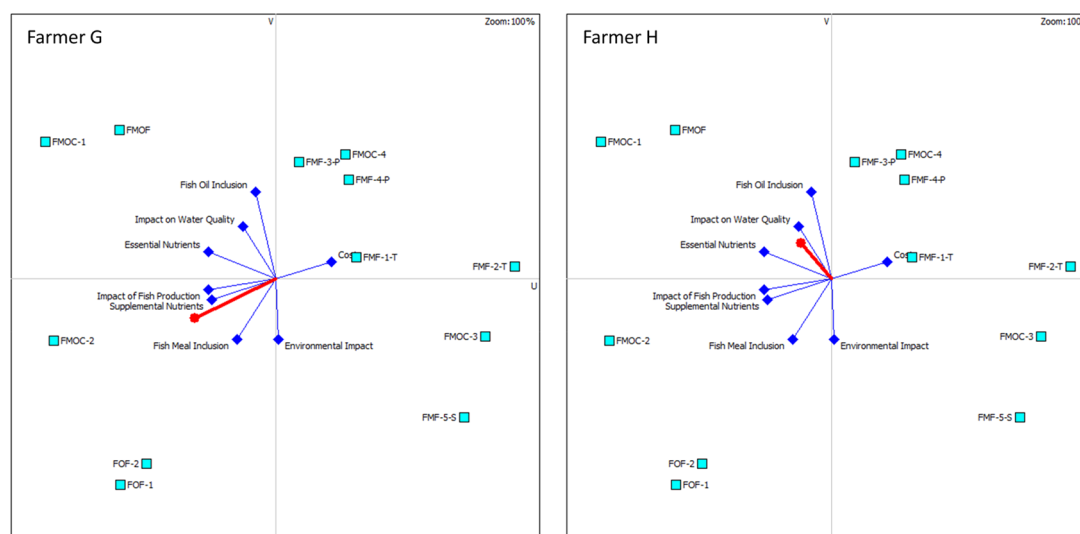 Farmer G
V
Zoom:100%
FMOF
FMOC-1
FMOC-4
FMF-3-P
FMF-4-P
Fish Oil Inclusion
Impact on Water Quality
Essential Nutrients
Cos
FMF-1-T
FMF-2-T
U
Impact of Fish Production
Supplemental Nutrients
FMOC-2
Fish Meal Inclusion
Environmental Impact
FMOC-3
FMF-5-S
FOF-2
FOF-1
Farmer H
V
Zoom:100
FMOF
FMOC-1
FMOC-4
FMF-3-P
FMF-4-P
Fish Oil Inclusion
Impact on Water Quality
Essential Nutrients
Cos
FMF-1-T
FMF-2-T
Impact of Fish Production
Supplemental Nutrients
FMOC-2
Fish Meal Inclusion
Environmental Impact
FMOC-3
FMF-5-S
FOF-2
FOF-1